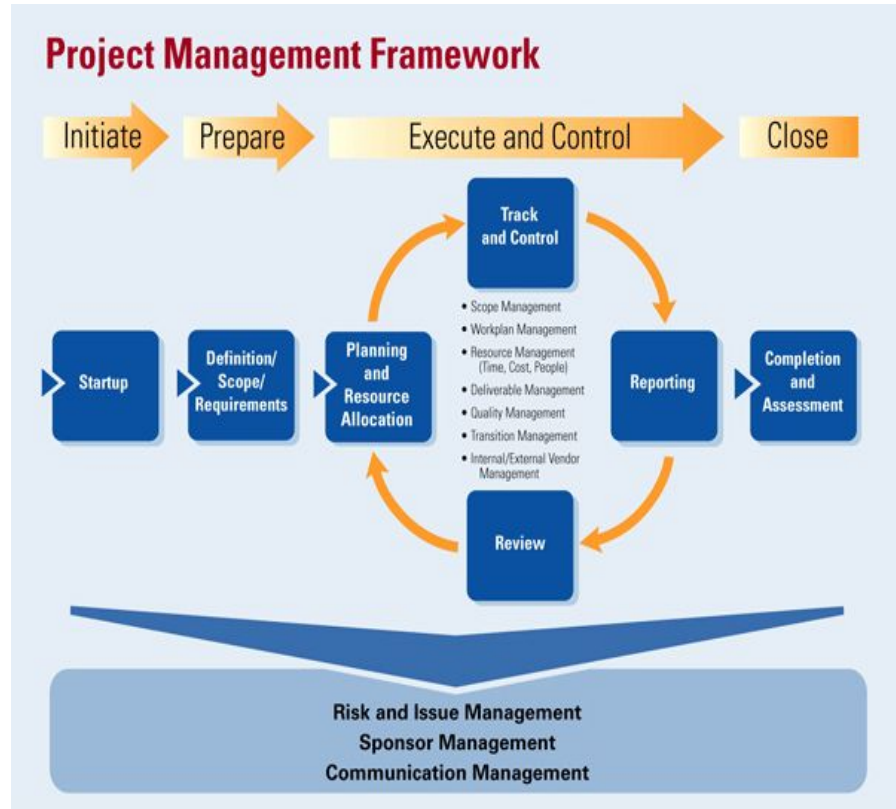 Project Management Framework
Initiate
Prepare
Execute and Control
Close
Track
and Control
• Scope Management
• Workplan Management
• Resource Management
(Time, Cost, People)
• Deliverable Management
• Quality Management
• Transition Management
• Internal/External Vendor
Management
Startup
Definition/
Scope/
Requirements
Planning
and
Resource
Allocation
Reporting
Completion
and
Assessment
Review
Risk and Issue Management
Sponsor Management
Communication Management